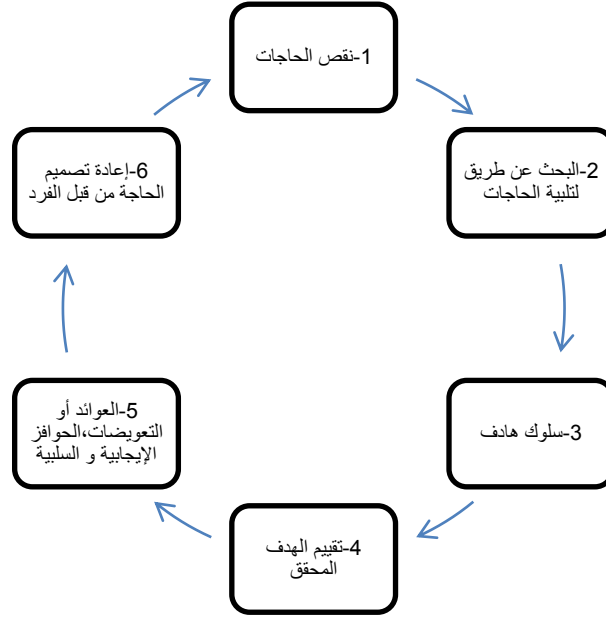 1-نقص الحاجات
2-البحث عن طريق
لتلبية الحاجات
3-سلوك هادف
4-تقييم الهدف
المحقق
5-العوائد أو
التعويضات،الحوافز
الإيجابية و السلبية
6-إعادة تصميم
الحاجة من قبل الفرد